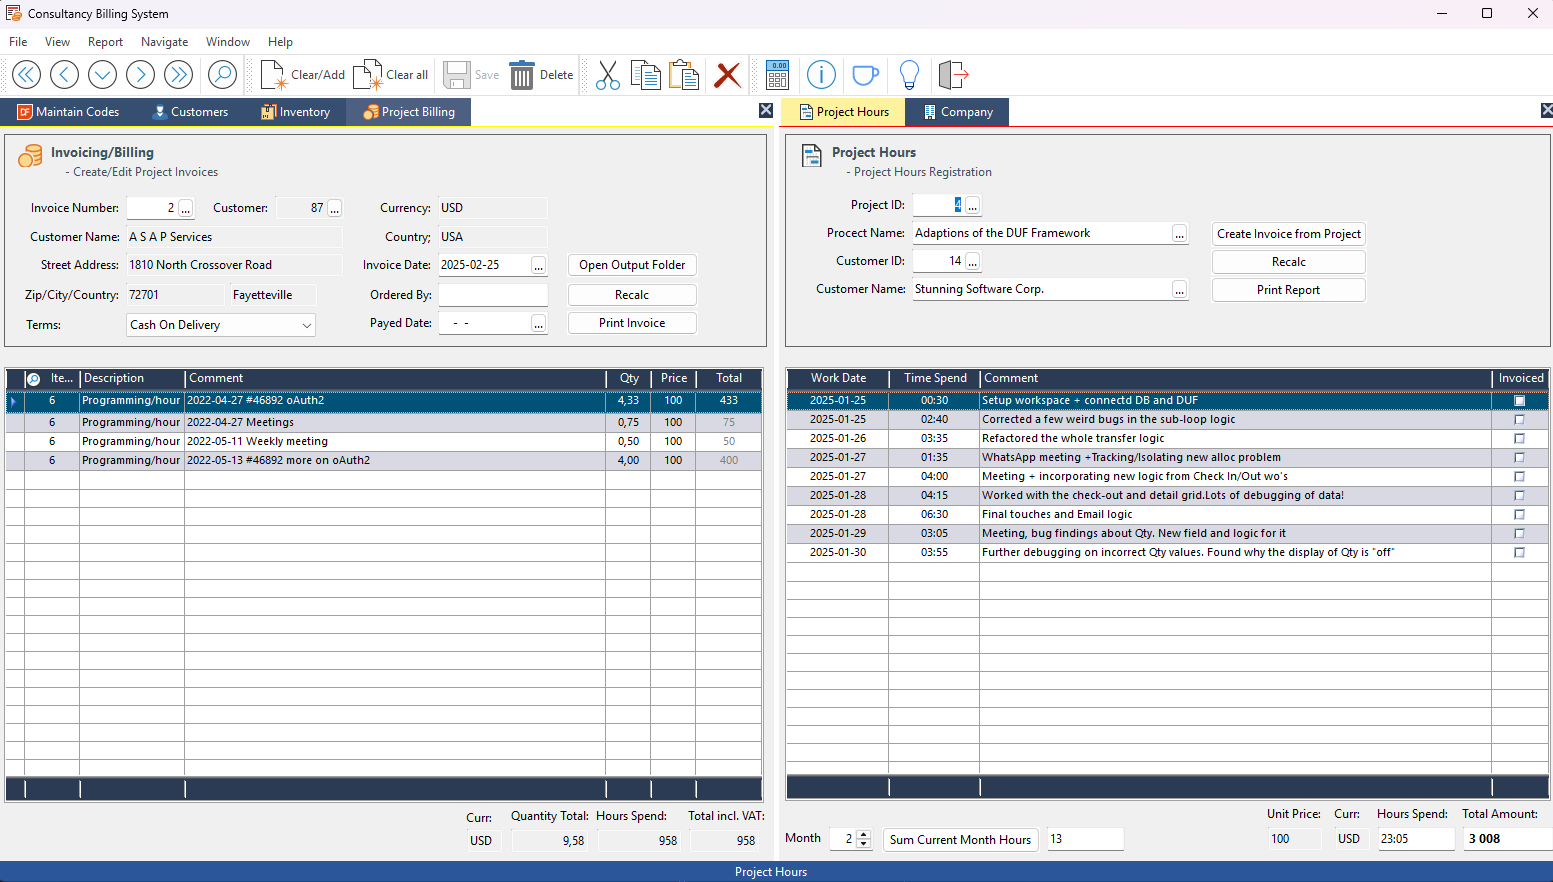 Consultancy Billing System
File View Report Navigate Window Help
Clear/Add Clear all Save Delete 0.00
Maintain Codes Customers Inventory Project Billing
Invoicing/Billing
- Create/Edit Project Invoices
Invoice Number: 2 ... Customer: 87 ... Currency: USD
Customer Name: A S A P Services Country; USA
Street Address: 1810 North Crossover Road Invoice Date: 2025-02-25 ... Open Output Folder
Zip/City/Country: 72701 Fayetteville Ordered By: Recalc
Terms: Cash On Delivery Payed Date: - - ... Print Invoice
Ite... Description Comment Qty Price Total
6 Programming/hour 2022-04-27 #46892 oAuth2 4,33 100 433
6 Programming/hour 2022-04-27 Meetings 0,75 100 75
6 Programming/hour 2022-05-11 Weekly meeting 0,50 100 50
6 Programming/hour 2022-05-13 #46892 more on oAuth2 4,00 100 400
Curr: Quantity Total: Hours Spend: Total incl. VAT:
USD 9,58 958 958
Project Hours Company
Project Hours
- Project Hours Registration
Project ID: 4 ...
Procect Name: Adaptions of the DUF Framework ... Create Invoice from Project
Customer ID: 14 ... Recalc
Customer Name: Stunning Software Corp. ... Print Report
Work Date Time Spend Comment Invoiced
2025-01-25 00:30 Setup workspace + connectd DB and DUF
2025-01-25 02:40 Corrected a few weird bugs in the sub-loop logic
2025-01-26 03:35 Refactored the whole transfer logic
2025-01-27 01:35 WhatsApp meeting +Tracking/Isolating new alloc problem
2025-01-27 04:00 Meeting + incorporating new logic from Check In/Out wo's
2025-01-28 04:15 Worked with the check-out and detail grid.Lots of debugging of data!
2025-01-28 06:30 Final touches and Email logic
2025-01-29 03:05 Meeting, bug findings about Qty. New field and logic for it
2025-01-30 03:55 Further debugging on incorrect Qty values. Found why the display of Qty is "off"
Unit Price: Curr: Hours Spend: Total Amount:
Month 2 Sum Current Month Hours 13 100 USD 23:05 3 008
Project Hours